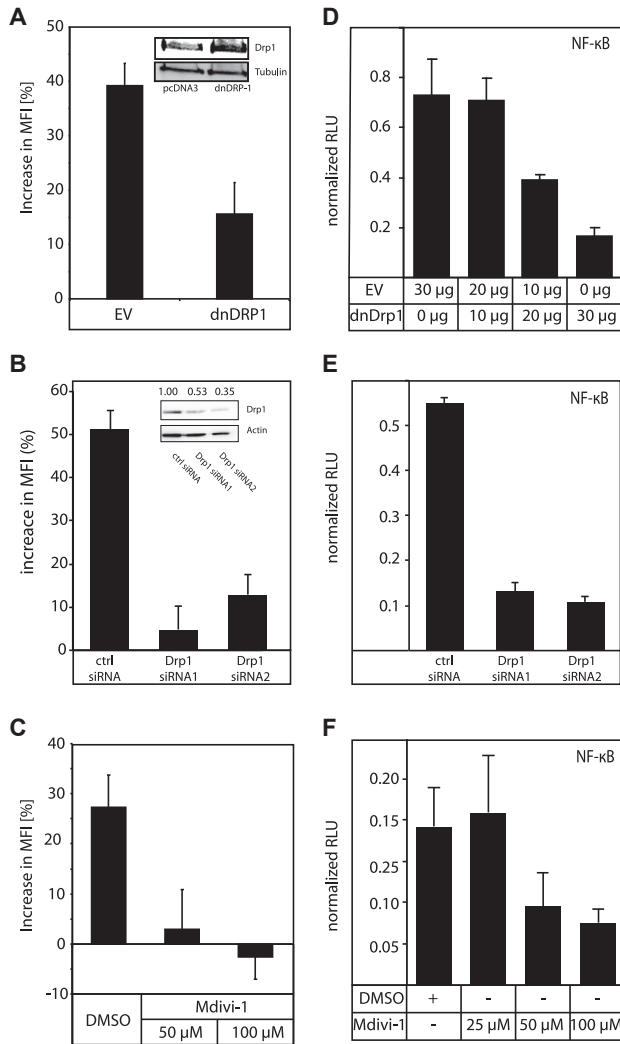 A
Increase in MFI [%]
50
40
30
20
10
0
Drp1
Tubulin
pcDNA3 dnDRP-1
EV dnDRP1
B
increace in MFI (%)
60
50
40
30
20
10
0
1.00 0.53 0.35
Drp1
Actin
ctrl siRNA
Drp1 siRNA1
Drp1 siRNA2
ctrl siRNA
Drp1 siRNA1
Drp1 siRNA2
C
Increase in MFI [%]
40
30
20
10
0
-10
DMSO
Mdivi-1
50 µM 100 µM
D
NF-κB
normalized RLU
0.8
0.6
0.4
0.2
EV 30 µg 20 µg 10 µg 0 µg
dnDrp1 0 µg 10 µg 20 µg 30 µg
E
NF-κB
normalized RLU
0.5
0.4
0.3
0.2
0.1
ctrl siRNA
Drp1 siRNA1
Drp1 siRNA2
F
NF-κB
normalized RLU
0.20
0.15
0.25
0.10
0.05
DMSO + - - -
Mdivi-1 - 25 µM 50 µM 100 µM